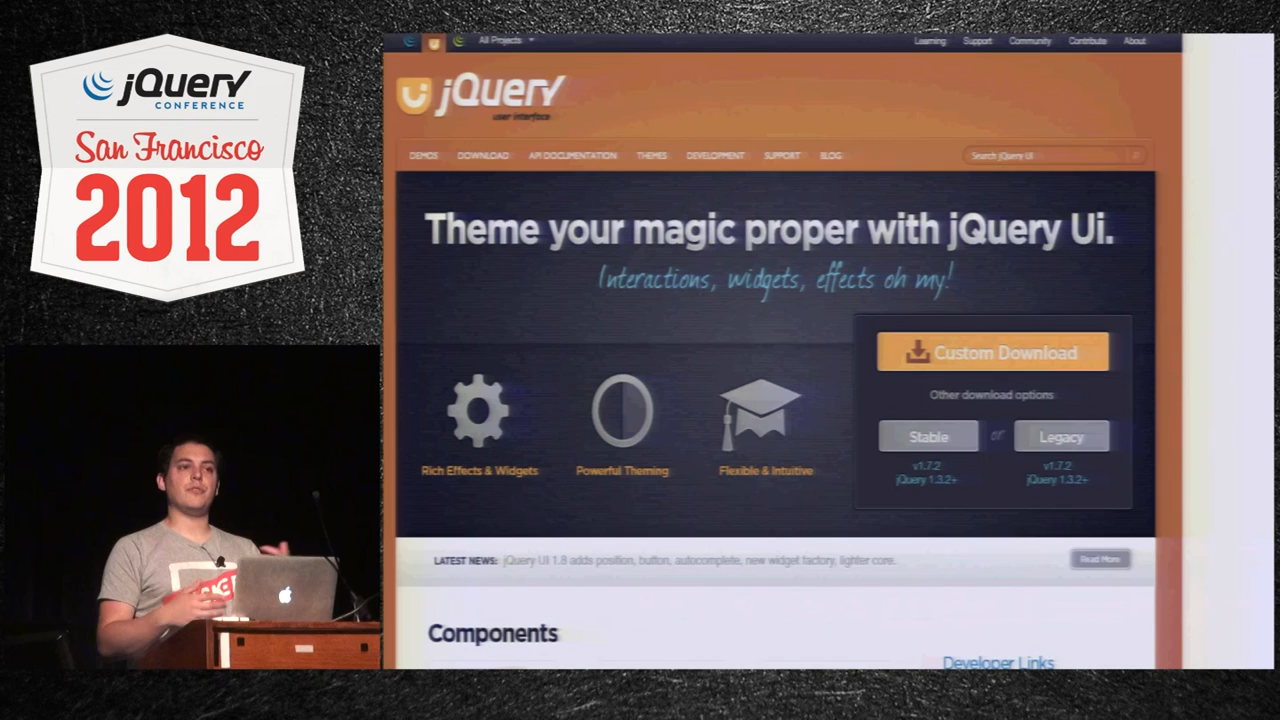 jQuery
CONFERENCE
San Francisco
2012
All Projects
Learning Support Community Contribute About
jQuery
user interface
DEMOS DOWNLOAD API DOCUMENTATION THEMES DEVELOPMENT SUPPORT BLOG
Search jQuery UI
Theme your magic proper with jQuery Ui.
Interactions, widgets, effects oh my!
Custom Download
Other download options
Stable or Legacy
v1.7.2 v1.7.2
jQuery 1.3.2+ jQuery 1.3.2+
Rich Effects & Widgets Powerful Theming Flexible & Intuitive
LATEST NEWS: jQuery UI 1.8 adds position, button, autocomplete, new widget factory, lighter core.
Read More
Components
Developer Links